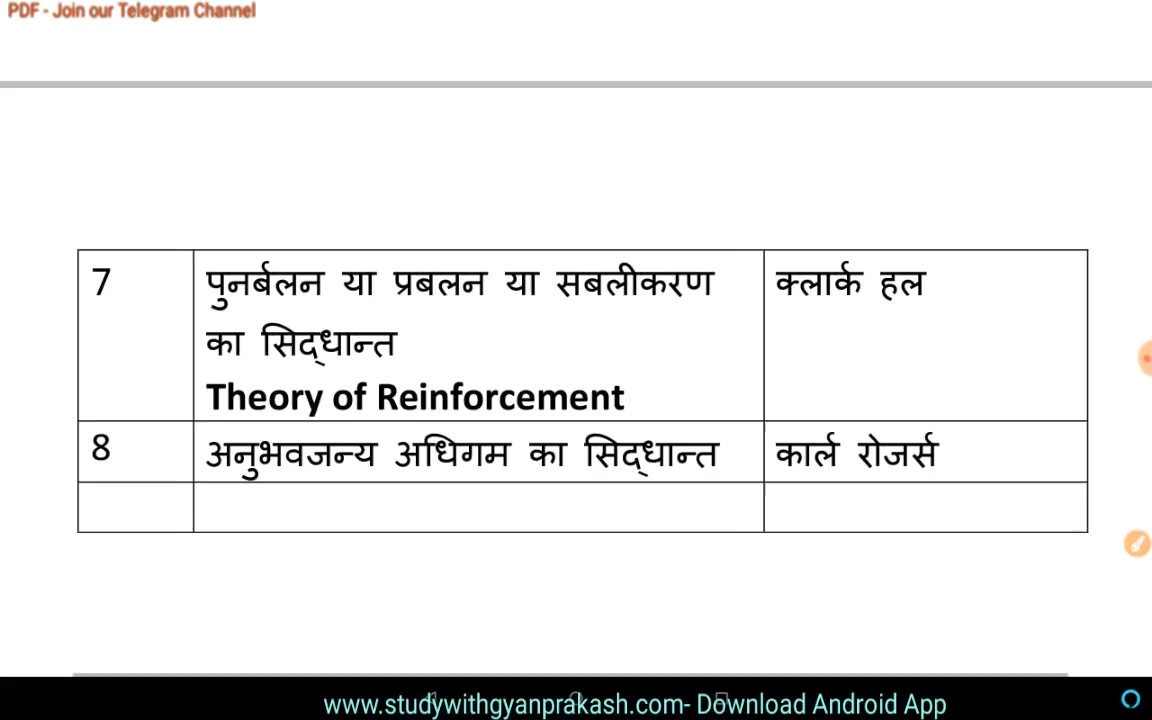 PDF - Join our Telegram Channel
7 पुनर्बलन या प्रबलन या सबलीकरण क्लार्क हल
का सिद्धान्त
Theory of Reinforcement
8 अनुभवजन्य अधिगम का सिद्धान्त कार्ल रोजर्स
www.studywithgyanprakash.com- Download Android App